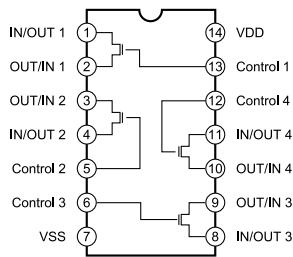 IN/OUT 1 1 14 VDD
OUT/IN 1 2 13 Control 1
OUT/IN 2 3 12 Control 4
IN/OUT 2 4 11 IN/OUT 4
Control 2 5 10 OUT/IN 4
Control 3 6 9 OUT/IN 3
VSS 7 8 IN/OUT 3